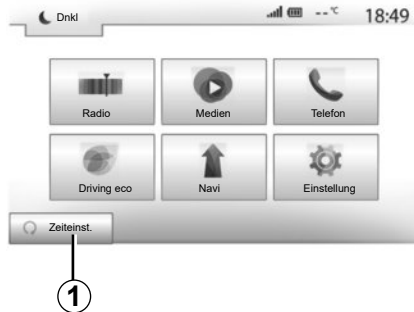 Dnkl
--°C
18:49
Radio
Medien
Telefon
Driving eco
Navi
Einstellung
Zeiteinst.
1